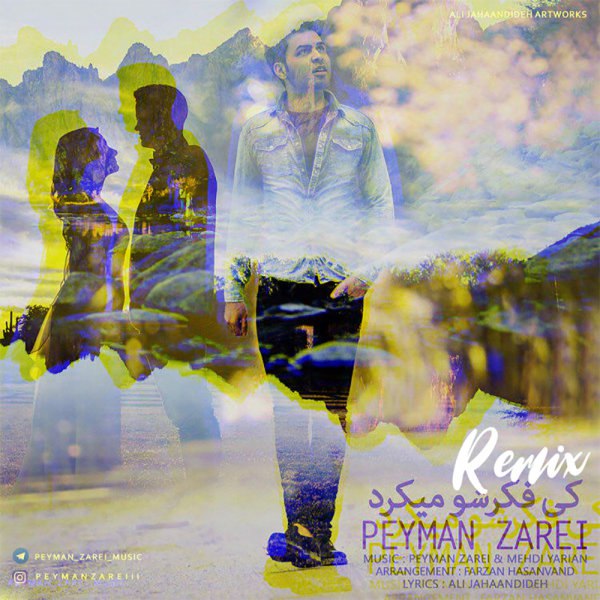 ALI JAHAANDIDEH ARTWORKS
Remix
کی فکرشو میکرد
PEYMAN ZAREI
MUSIC : PEYMAN ZAREI & MEHDI YARIAN
ARRANGEMENT : FARZAN HASANVAND
LYRICS : ALI JAHAANDIDEH
PEYMAN_ZAREI_MUSIC
PEYMANZAREIII